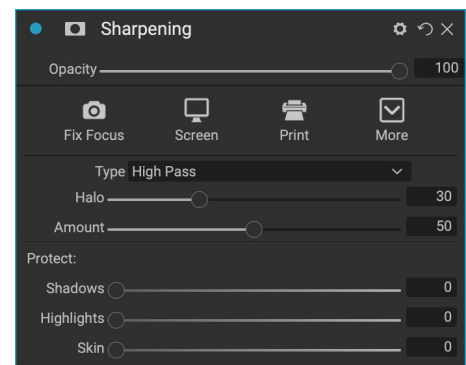 Sharpening
Opacity 100
Fix Focus Screen Print More
Type High Pass
Halo 30
Amount 50
Protect:
Shadows 0
Highlights 0
Skin 0